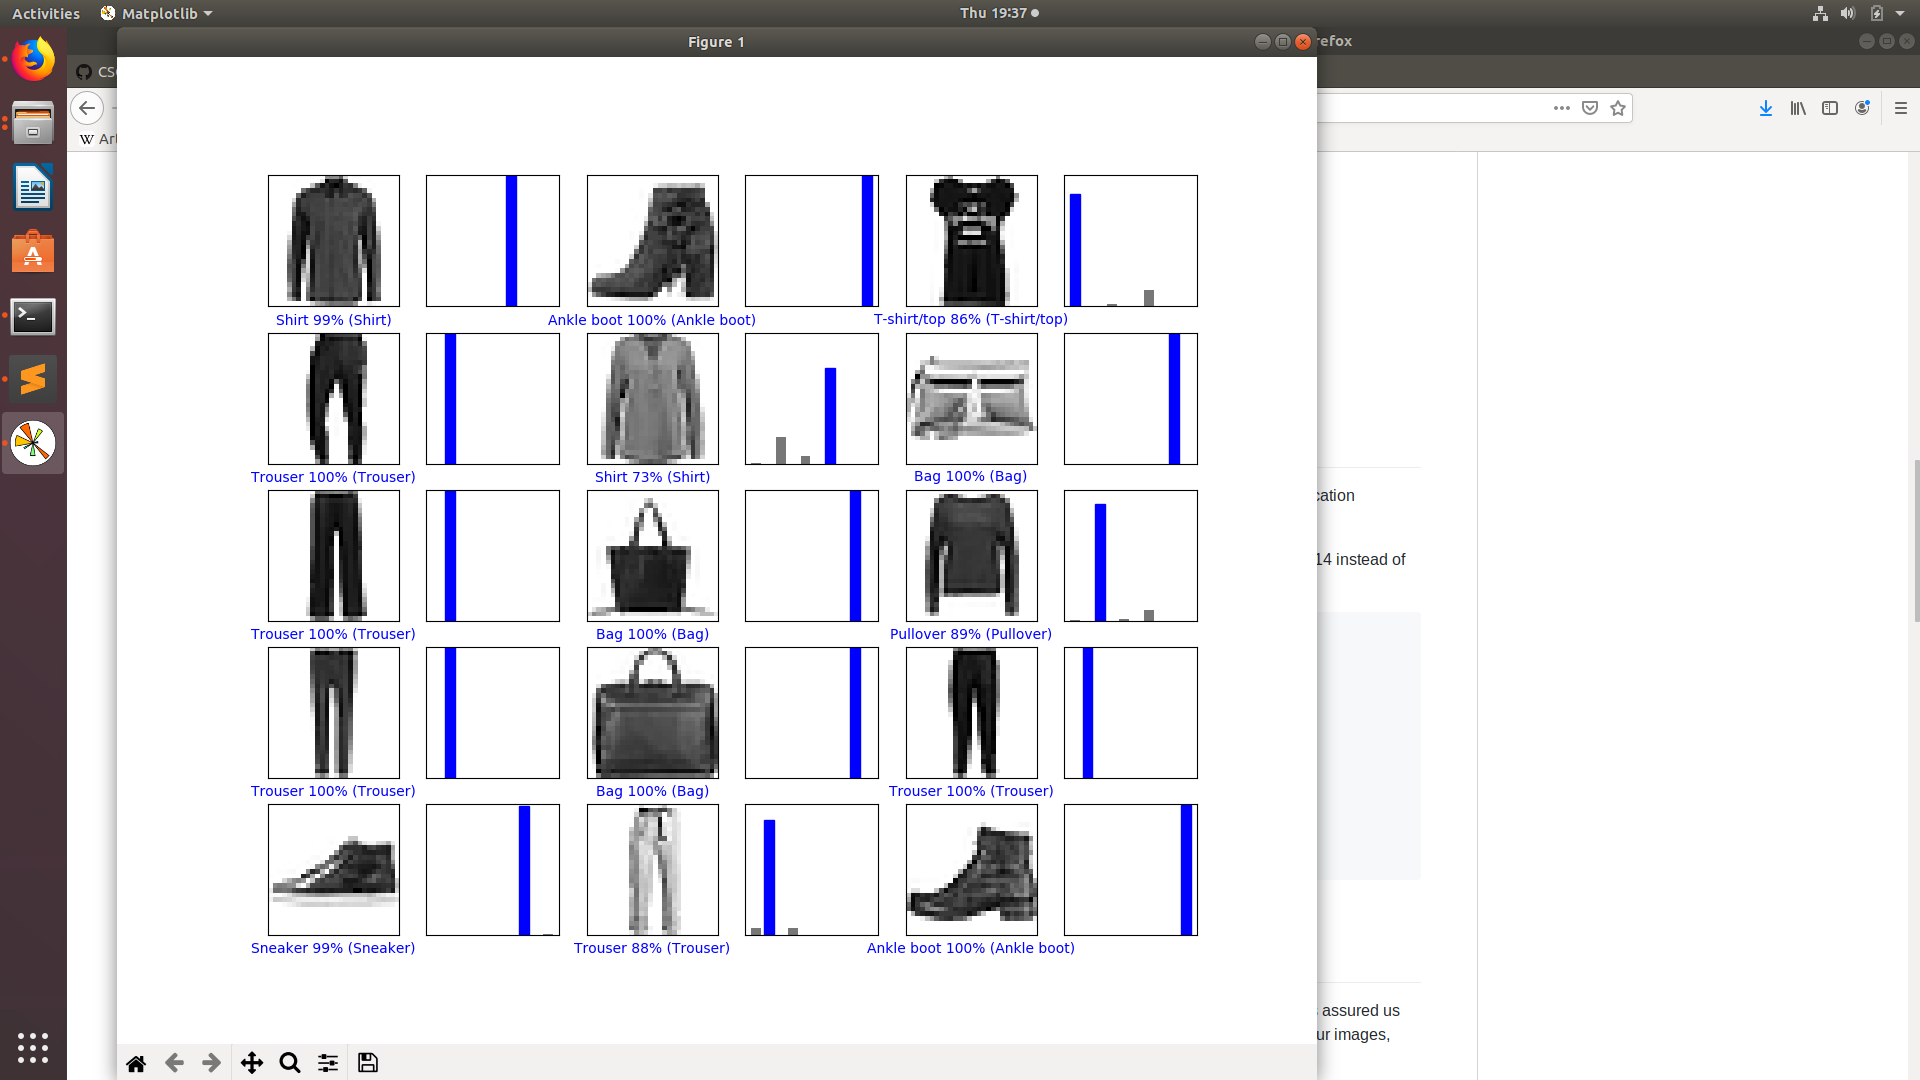 Activities Matplotlib Thu 19:37
Figure 1
refox
CS
W Art
Shirt 99% (Shirt) Ankle boot 100% (Ankle boot) T-shirt/top 86% (T-shirt/top)
Trouser 100% (Trouser) Shirt 73% (Shirt) Bag 100% (Bag)
cation
14 instead of
Trouser 100% (Trouser) Bag 100% (Bag) Pullover 89% (Pullover)
Trouser 100% (Trouser) Bag 100% (Bag) Trouser 100% (Trouser)
Sneaker 99% (Sneaker) Trouser 88% (Trouser) Ankle boot 100% (Ankle boot)
assured us
ur images,